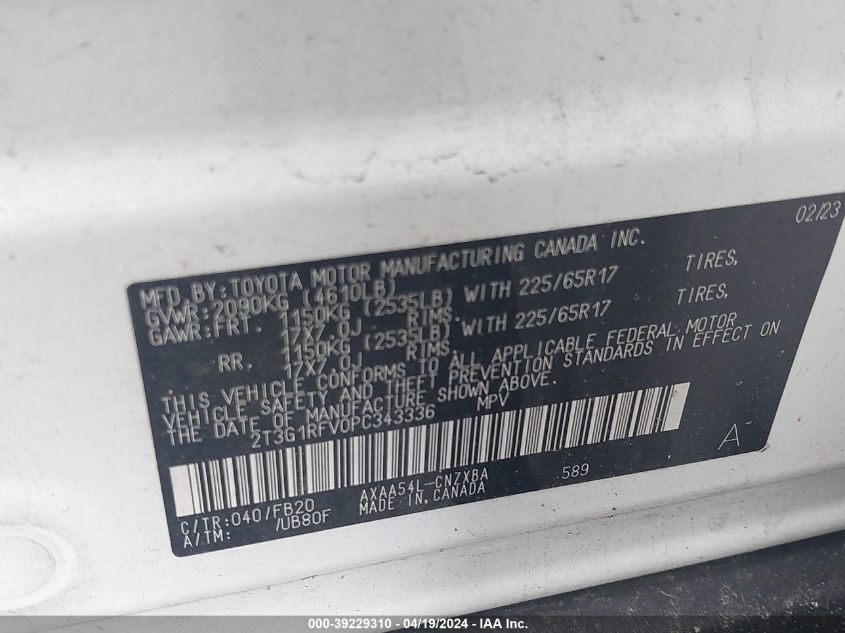 02/23
MFD.BY:TOYOTA MOTOR MANUFACTURING CANADA INC.
GVWR:2090KG (4610LB)
GAWR:FRT. 1150KG (2535LB) WITH 225/65R17 TIRES,
17X7.0J RIMS.
RR. 1150KG (2535LB) WITH 225/65R17 TIRES,
17X7.0J RIMS
THIS VEHICLE CONFORMS TO ALL APPLICABLE FEDERAL MOTOR
VEHICLE SAFETY AND THEFT PREVENTION STANDARDS IN EFFECT ON
THE DATE OF MANUFACTURE SHOWN ABOVE.
2T3G1RFV0PC343336 MPV
A
C/TR:040/FB20 AXAA54L-CNZXBA 589
A/TM: /UB80F MADE IN CANADA
000-39229310 - 04/19/2024 - IAA Inc.